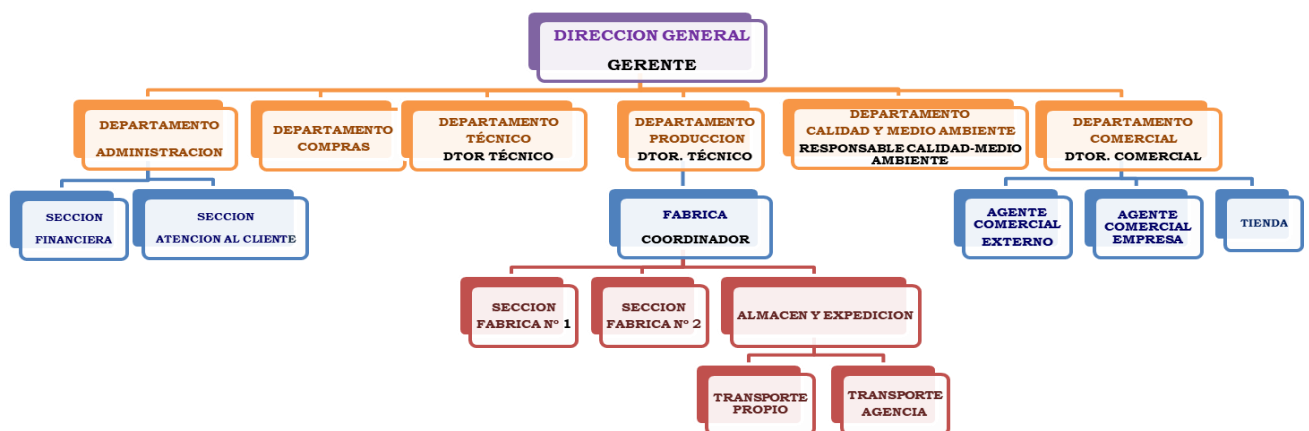 DIRECCION GENERAL
GERENTE
DEPARTAMENTO
ADMINISTRACION
DEPARTAMENTO
COMPRAS
DEPARTAMENTO
TÉCNICO
DTOR TÉCNICO
DEPARTAMENTO
PRODUCCION
DTOR. TÉCNICO
DEPARTAMENTO
CALIDAD Y MEDIO AMBIENTE
RESPONSABLE CALIDAD-MEDIO
AMBIENTE
DEPARTAMENTO
COMERCIAL
DTOR. COMERCIAL
SECCION
FINANCIERA
SECCION
ATENCION AL CLIENTE
FABRICA
COORDINADOR
AGENTE
COMERCIAL
EXTERNO
AGENTE
COMERCIAL
EMPRESA
TIENDA
SECCION
FABRICA Nº 1
SECCION
FABRICA Nº 2
ALMACEN Y EXPEDICION
TRANSPORTE
PROPIO
TRANSPORTE
AGENCIA